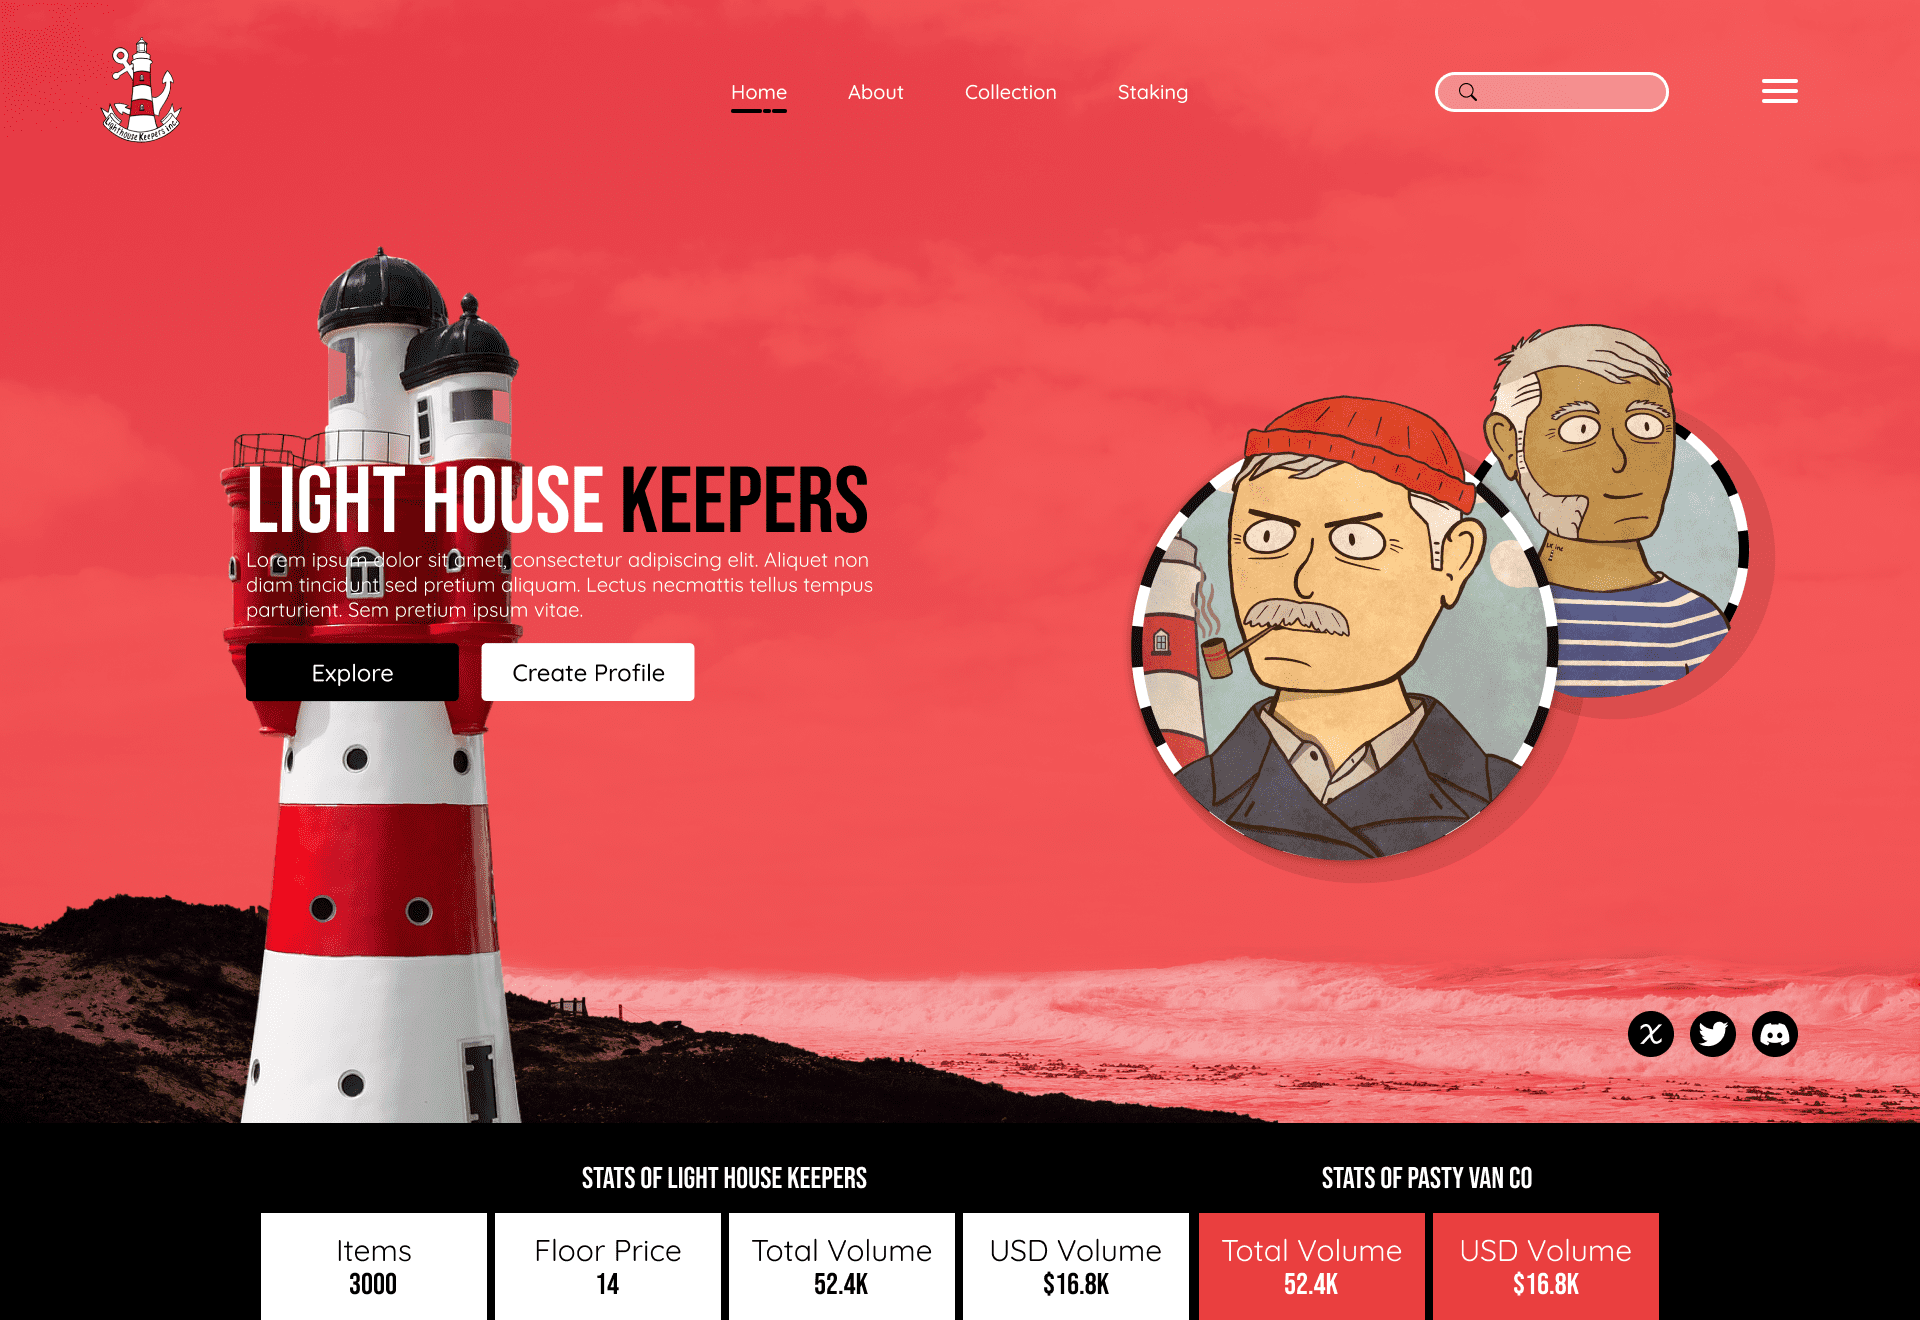 Lighthouse Keepers Inc
Home
About
Collection
Staking
LIGHT HOUSE KEEPERS
Lorem ipsum dolor sit amet, consectetur adipiscing elit. Aliquet non
diam tincidunt sed pretium aliquam. Lectus necmattis tellus tempus
parturient. Sem pretium ipsum vitae.
Explore
Create Profile
STATS OF LIGHT HOUSE KEEPERS
STATS OF PASTY VAN CO
Items
3000
Floor Price
14
Total Volume
52.4K
USD Volume
$16.8K
Total Volume
52.4K
USD Volume
$16.8K